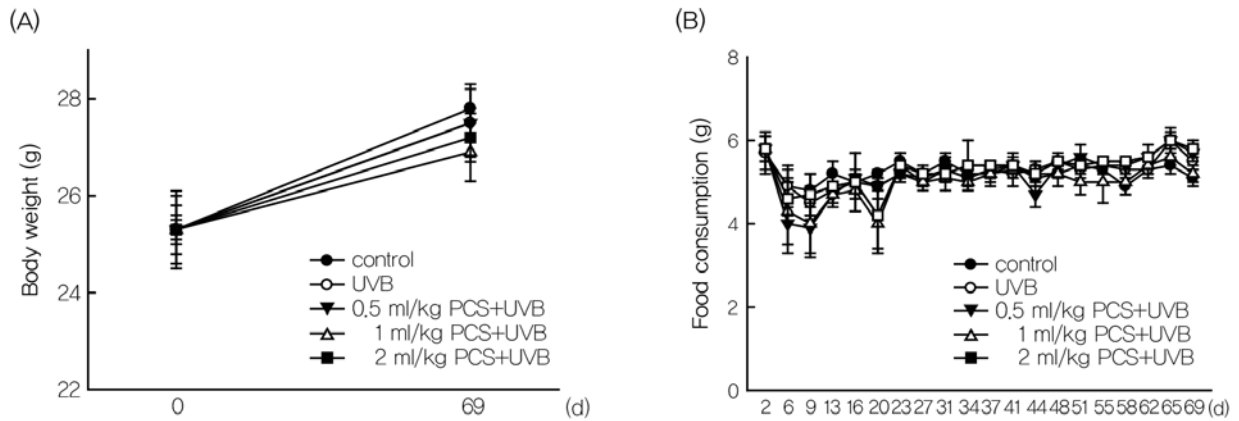 (A)
Body weight (g)
28
26
24
22
0 69 (d)
control
UVB
0.5 ml/kg PCS+UVB
1 ml/kg PCS+UVB
2 ml/kg PCS+UVB
(B)
Food consumption (g)
8
6
4
2
0
2 6 9 13 16 20 23 27 31 34 37 41 44 48 51 55 58 62 65 69 (d)
control
UVB
0.5 ml/kg PCS+UVB
1 ml/kg PCS+UVB
2 ml/kg PCS+UVB